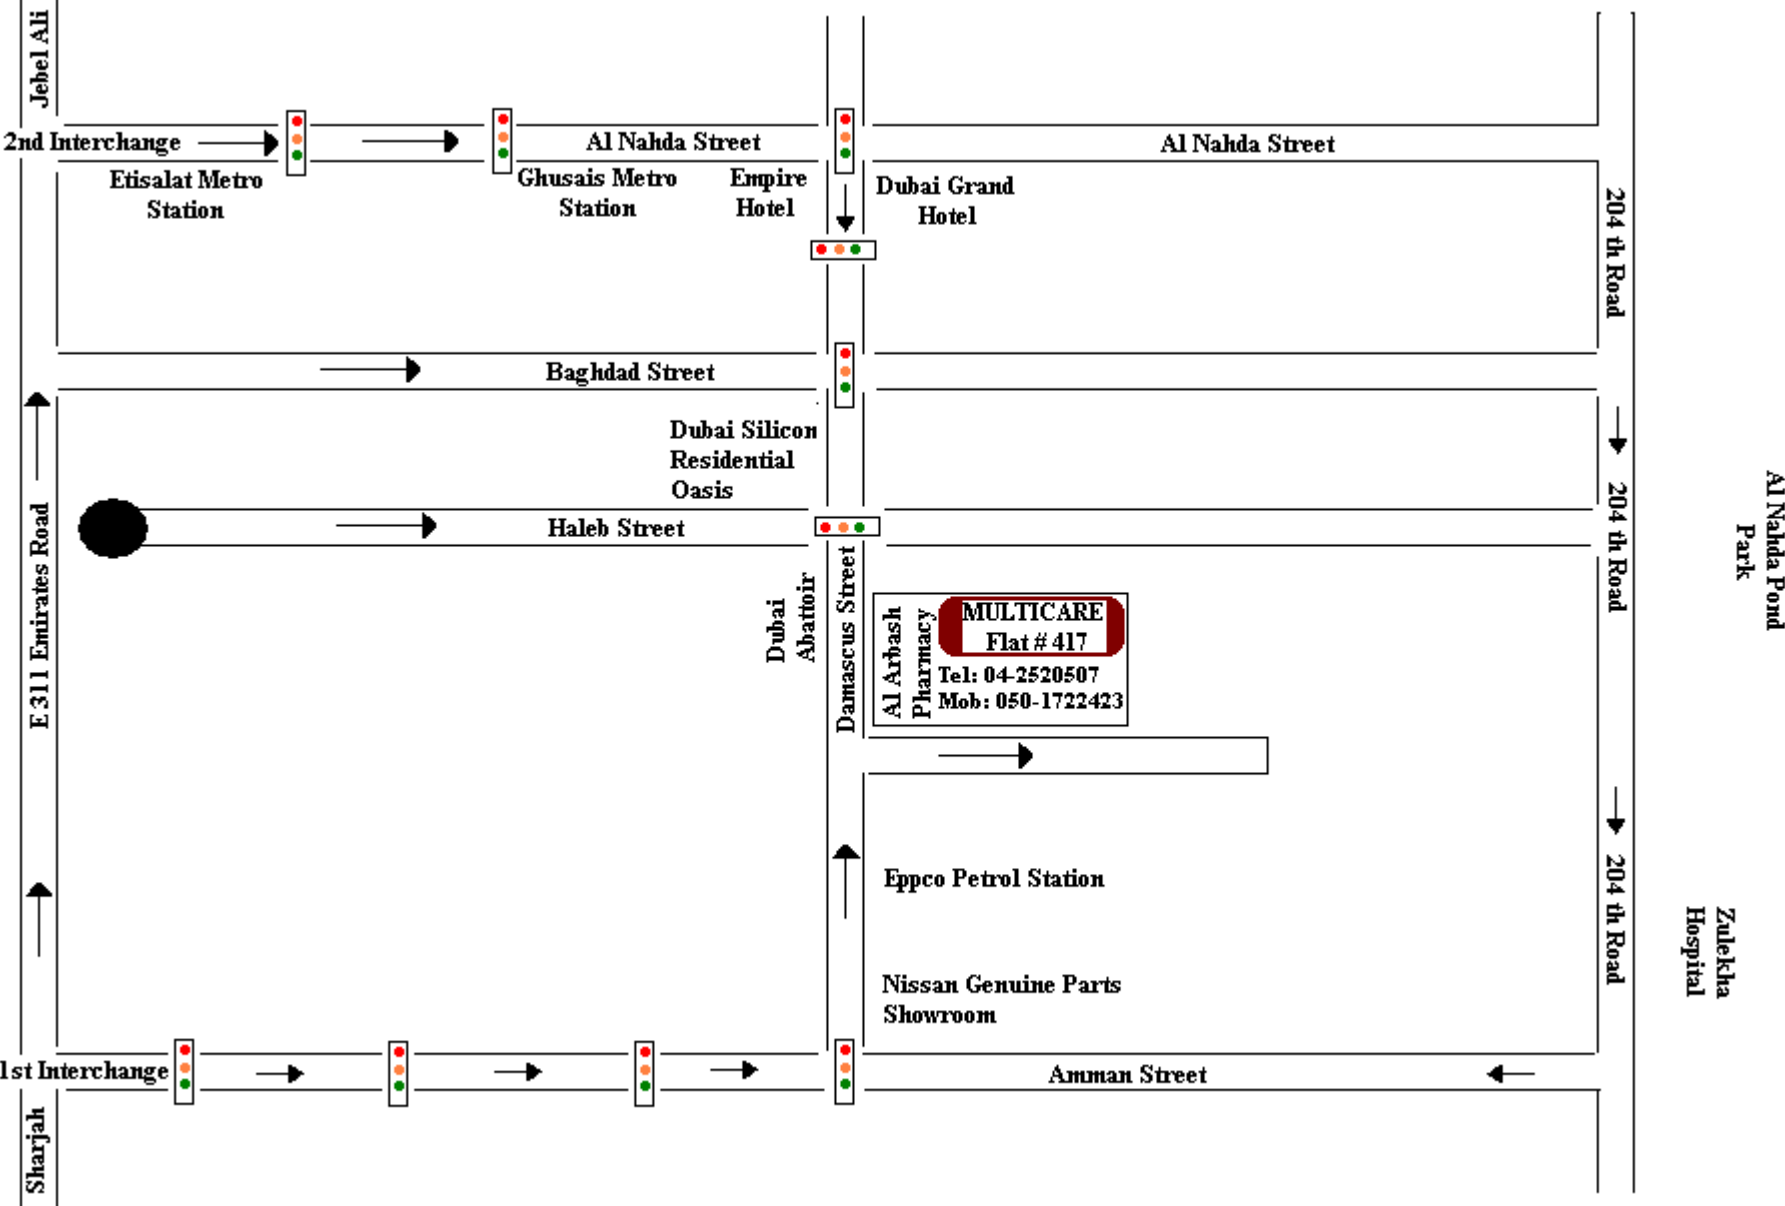 Jebel Ali
2nd Interchange
Al Nahda Street
Al Nahda Street
Etisalat Metro
Station
Ghusais Metro
Station
Empire
Hotel
Dubai Grand
Hotel
204 th Road
Baghdad Street
Dubai Silicon
Residential
Oasis
Haleb Street
204 th Road
Al Nahda Pond
Park
E311 Emirates Road
Dubai
Abattoir
Damascus Street
Al Arbash
Pharmacy
MULTICARE
Flat # 417
Tel: 04-2520507
Mob: 050-1722423
Eppco Petrol Station
204 th Road
Zulekha
Hospital
Nissan Genuine Parts
Showroom
1st Interchange
Amman Street
Sharjah